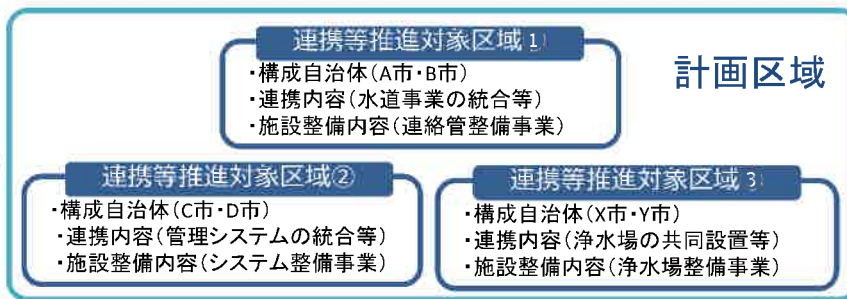 連携等推進対象区域1
計画区域
・構成自治体(A市・B市)
・連携内容(水道事業の統合等)
・施設整備内容(連絡管整備事業)
連携等推進対象区域②
・構成自治体(C市・D市)
・連携内容(管理システムの統合等)
・施設整備内容(システム整備事業)
連携等推進対象区域3
・構成自治体(X市・Y市)
・連携内容(浄水場の共同設置等)
・施設整備内容(浄水場整備事業)